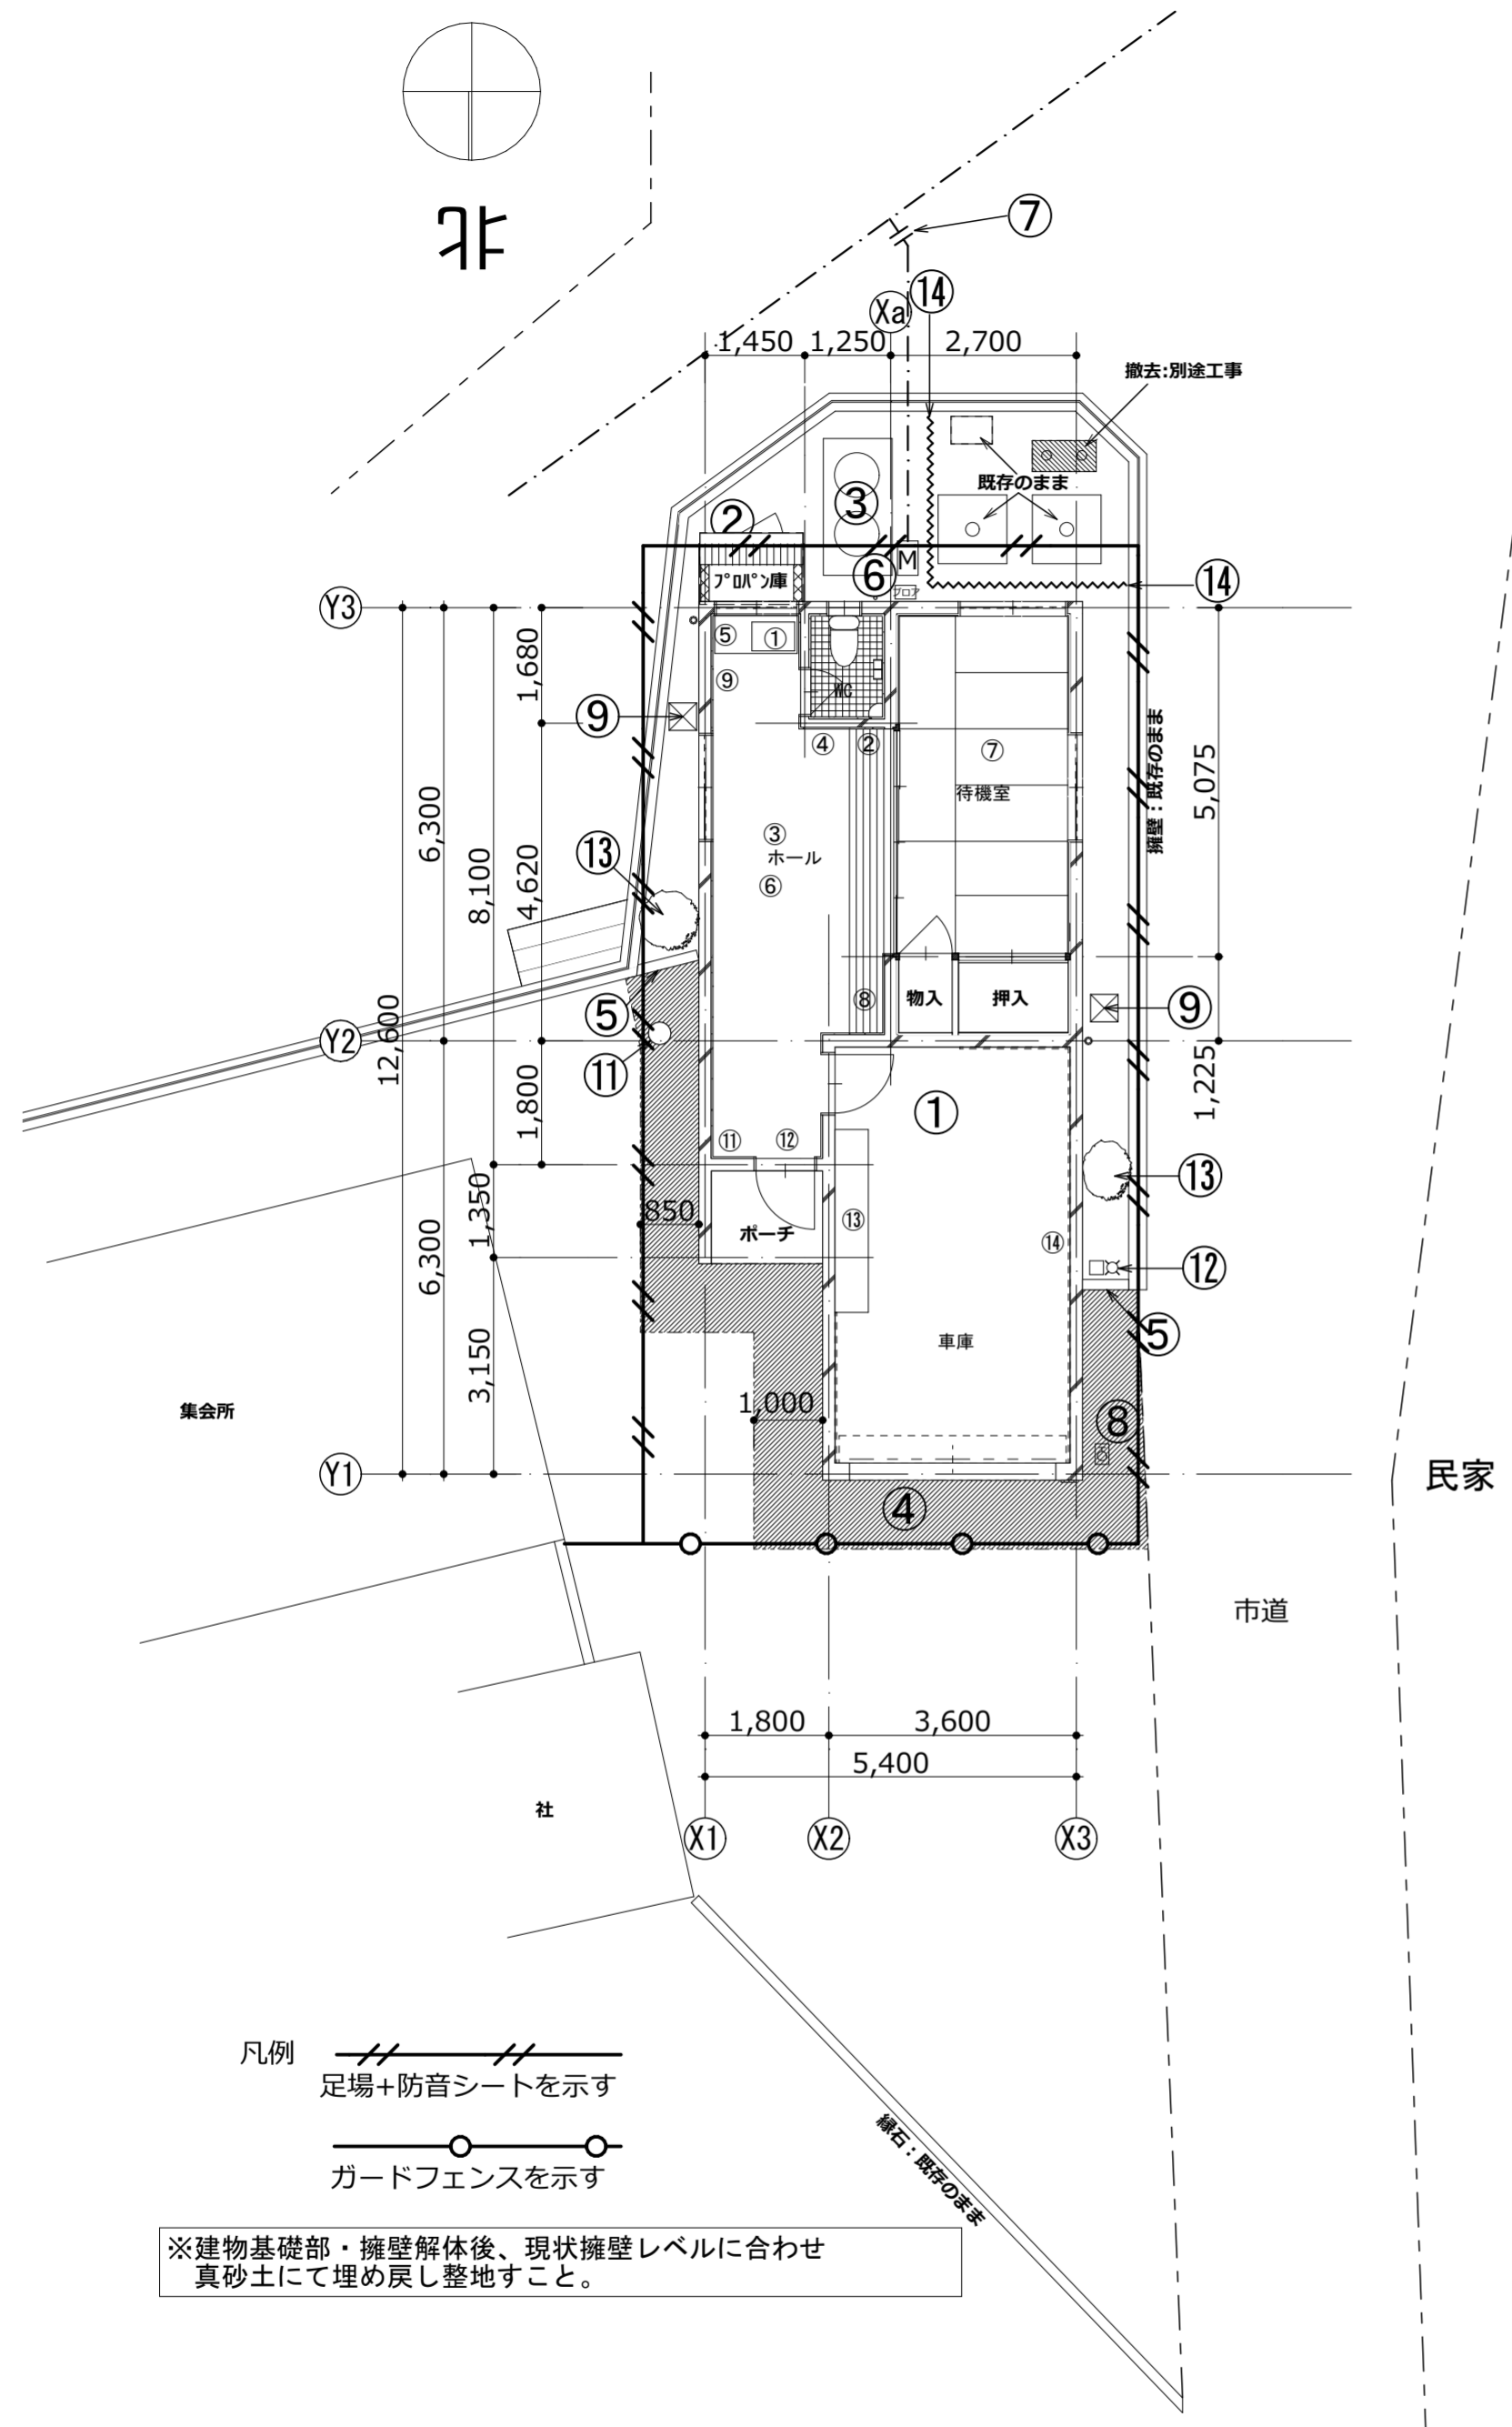 北
⑦
⑭
Xa
1,450
1,250
2,700
撤去:別途工事
既存のまま
②
③
⑥
M
ブロア
⑭
プロパン庫
Y3
⑤
①
⑨
WC
④
②
⑦
待機室
⑨
1,680
擁壁：既存のまま
5,075
6,300
8,100
4,620
③
ホール
⑥
⑬
⑧
物入
押入
⑨
⑤
Y2
12,600
⑪
1,800
1,225
①
⑪
⑫
⑬
1,350
850
ポーチ
⑬
⑭
⑫
6,300
3,150
⑤
車庫
集会所
1,000
⑧
Y1
民家
④
市道
1,800
3,600
5,400
社
X1
X2
X3
凡例
足場+防音シートを示す
ガードフェンスを示す
縁石：既存のまま
※建物基礎部・擁壁解体後、現状擁壁レベルに合わせ
真砂土にて埋め戻し整地すこと。